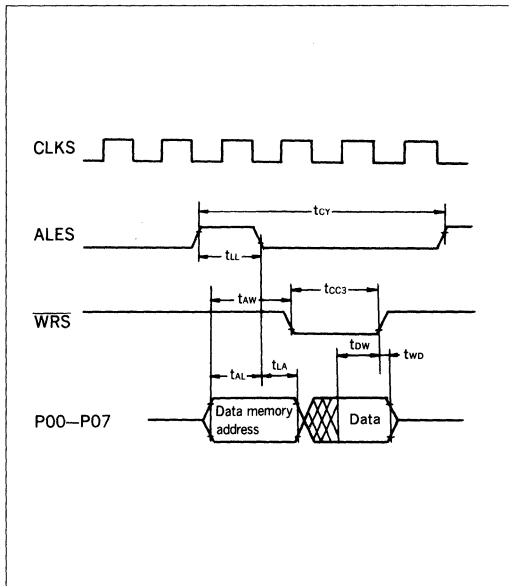 CLKS
ALES
tCY
tLL
tAW
tCC3
WRS
tDW
tWD
tAL
tLA
P00—P07
Data memory
address
Data